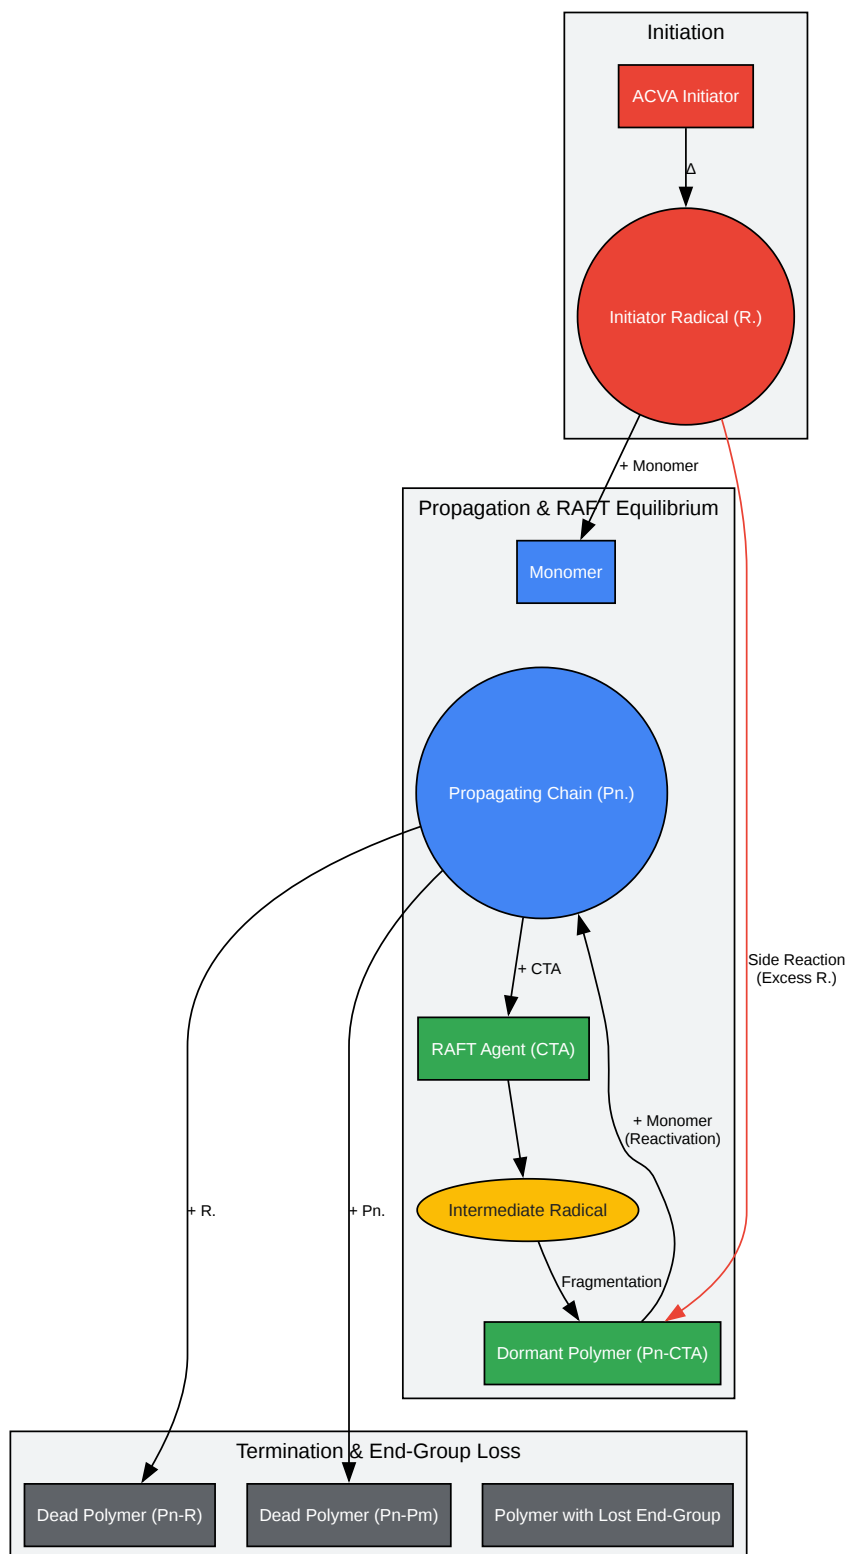 Initiation
ACVA Initiator
Δ
Initiator Radical (R.)
+ Monomer
Propagation & RAFT Equilibrium
Monomer
Propagating Chain (Pn.)
Side Reaction
(Excess R.)
+ CTA
RAFT Agent (CTA)
+ Monomer
(Reactivation)
+ R.
+ Pn.
Intermediate Radical
Fragmentation
Dormant Polymer (Pn-CTA)
Termination & End-Group Loss
Dead Polymer (Pn-R)
Dead Polymer (Pn-Pm)
Polymer with Lost End-Group